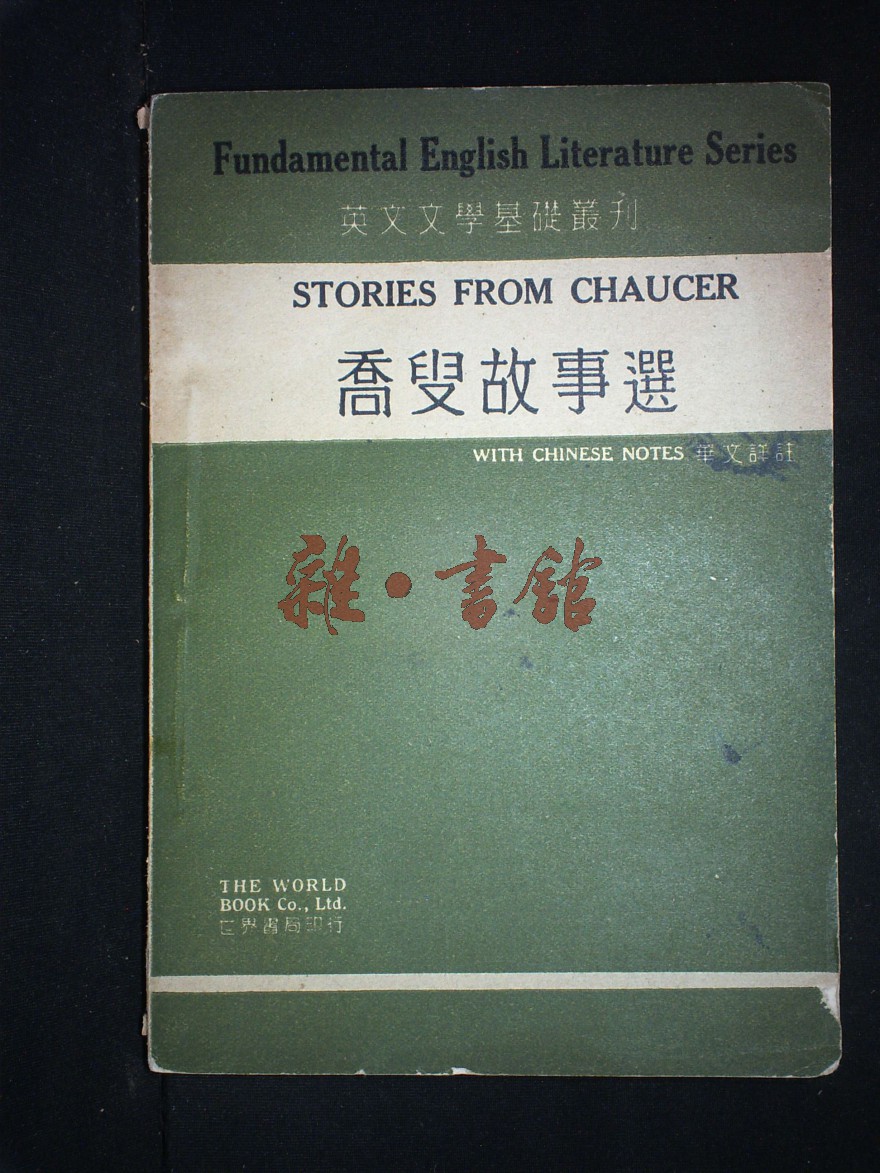 Fundamental English Literature Series
英文文學基礎叢刋
STORIES FROM CHAUCER
喬叟故事選
WITH CHINESE NOTES 華文詳註
雜·書館
THE WORLD
BOOK Co., Ltd.
世界書局印行